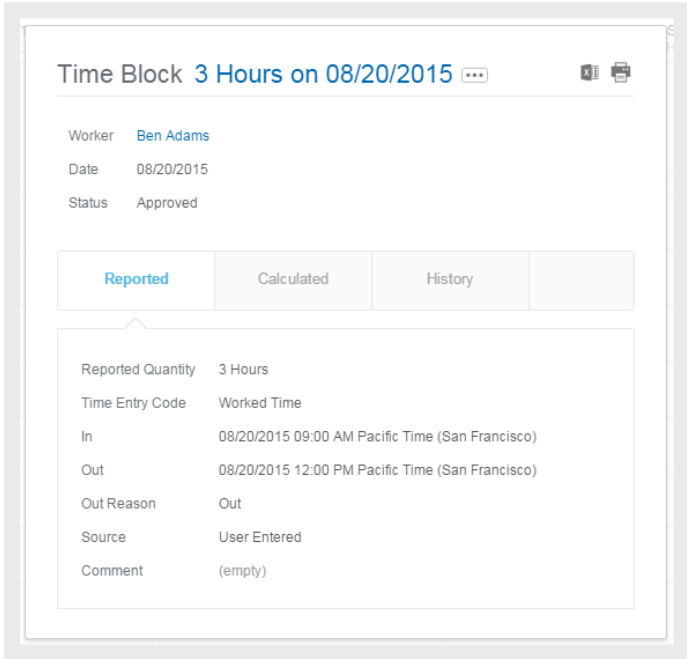 Time Block 3 Hours on 08/20/2015
Worker Ben Adams
Date 08/20/2015
Status Approved
Reported Calculated History
Reported Quantity 3 Hours
Time Entry Code Worked Time
In 08/20/2015 09:00 AM Pacific Time (San Francisco)
Out 08/20/2015 12:00 PM Pacific Time (San Francisco)
Out Reason Out
Source User Entered
Comment (empty)